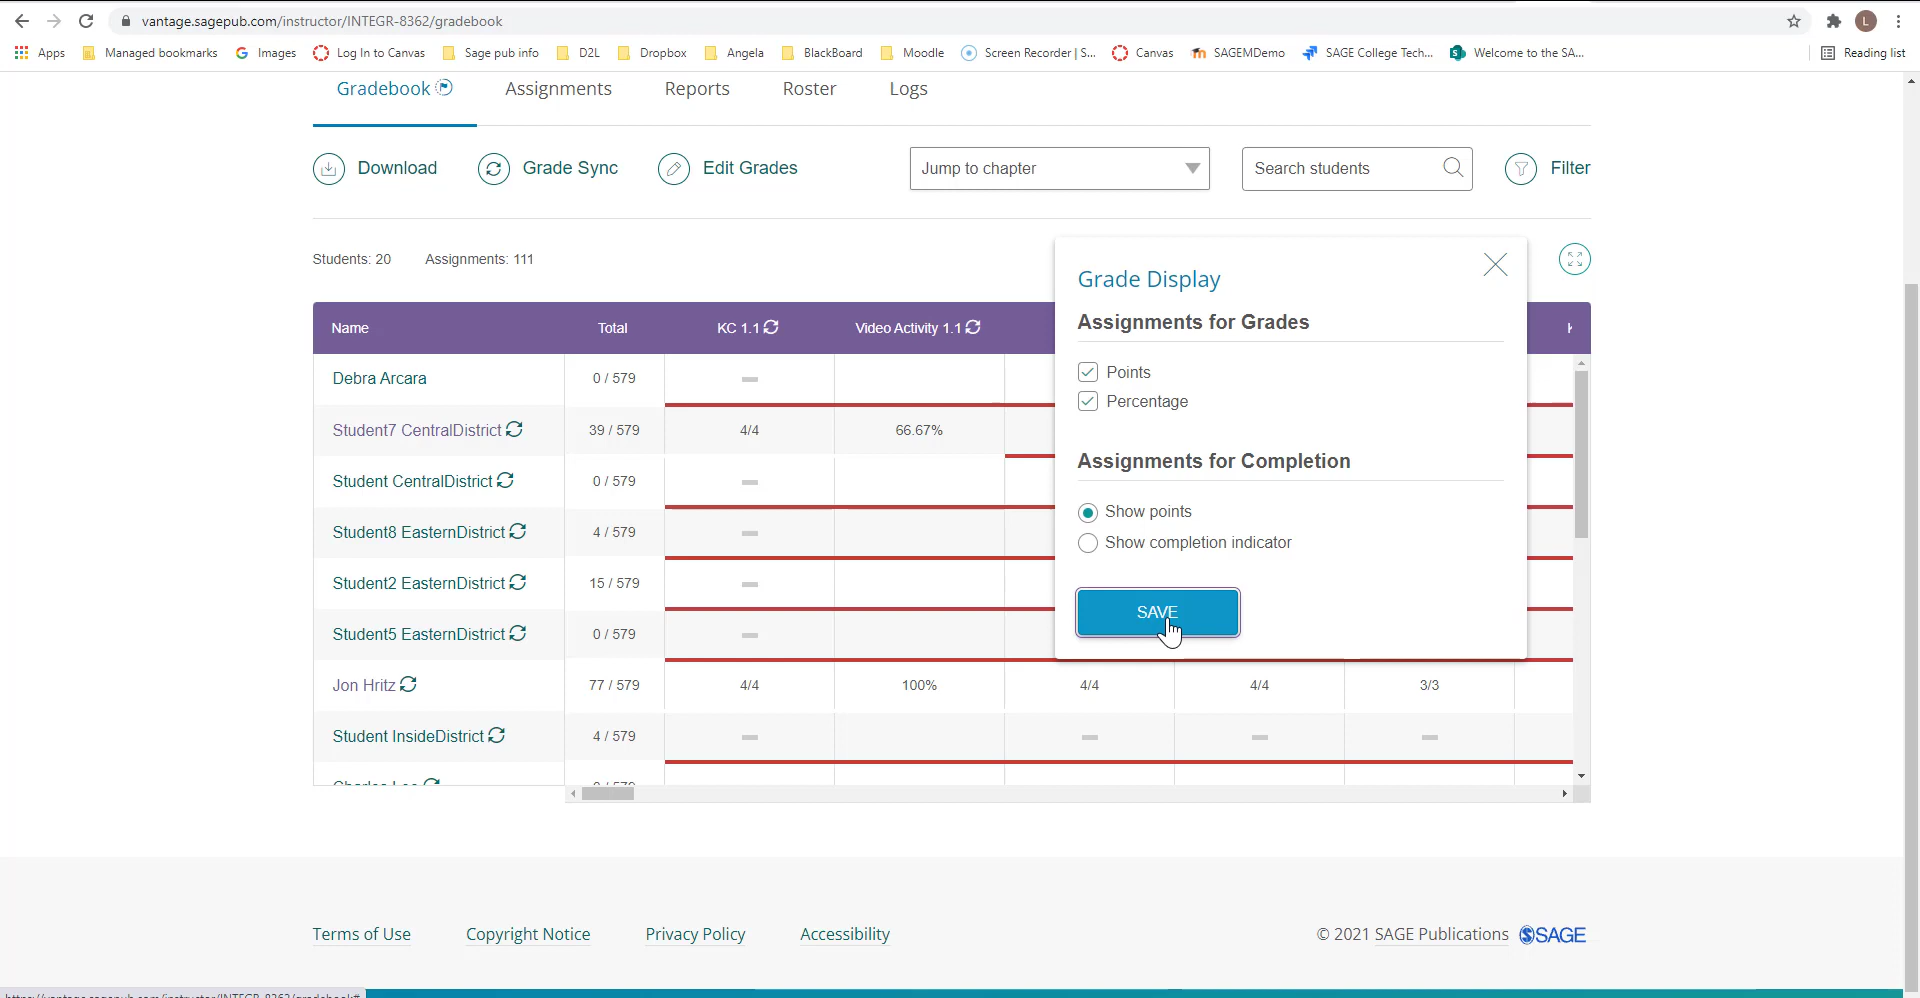 vantage.sagepub.com/instructor/INTEGR-8362/gradebook
L
Apps
Managed bookmarks
Images
Log In to Canvas
Sage pub info
D2L
Dropbox
Angela
BlackBoard
Moodle
Screen Recorder | S...
Canvas
SAGEMDemo
SAGE College Tech...
Welcome to the SA...
Reading list
Gradebook
Assignments
Reports
Roster
Logs
Download
Grade Sync
Edit Grades
Jump to chapter
Search students
Filter
Students: 20
Assignments: 111
Grade Display
Assignments for Grades
Points
Percentage
Assignments for Completion
Show points
Show completion indicator
SAVE
Name Total KC 1.1 Video Activity 1.1
Debra Arcara 0 / 579
Student7 CentralDistrict 39 / 579 4/4 66.67%
Student CentralDistrict 0 / 579
Student8 EasternDistrict 4 / 579
Student2 EasternDistrict 15 / 579
Student5 EasternDistrict 0 / 579
Jon Hritz 77 / 579 4/4 100% 4/4 4/4 3/3
Student InsideDistrict 4 / 579
Terms of Use
Copyright Notice
Privacy Policy
Accessibility
© 2021 SAGE Publications
SAGE